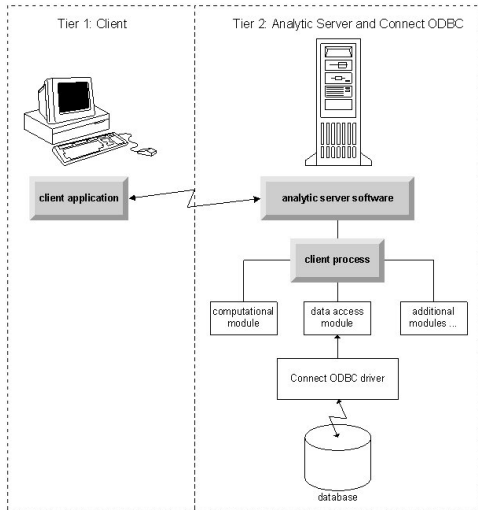 Tier 1: Client
Tier 2: Analytic Server and Connect ODBC
client application
analytic server software
client process
computational
module
data access
module
additional
modules ...
Connect ODBC driver
database